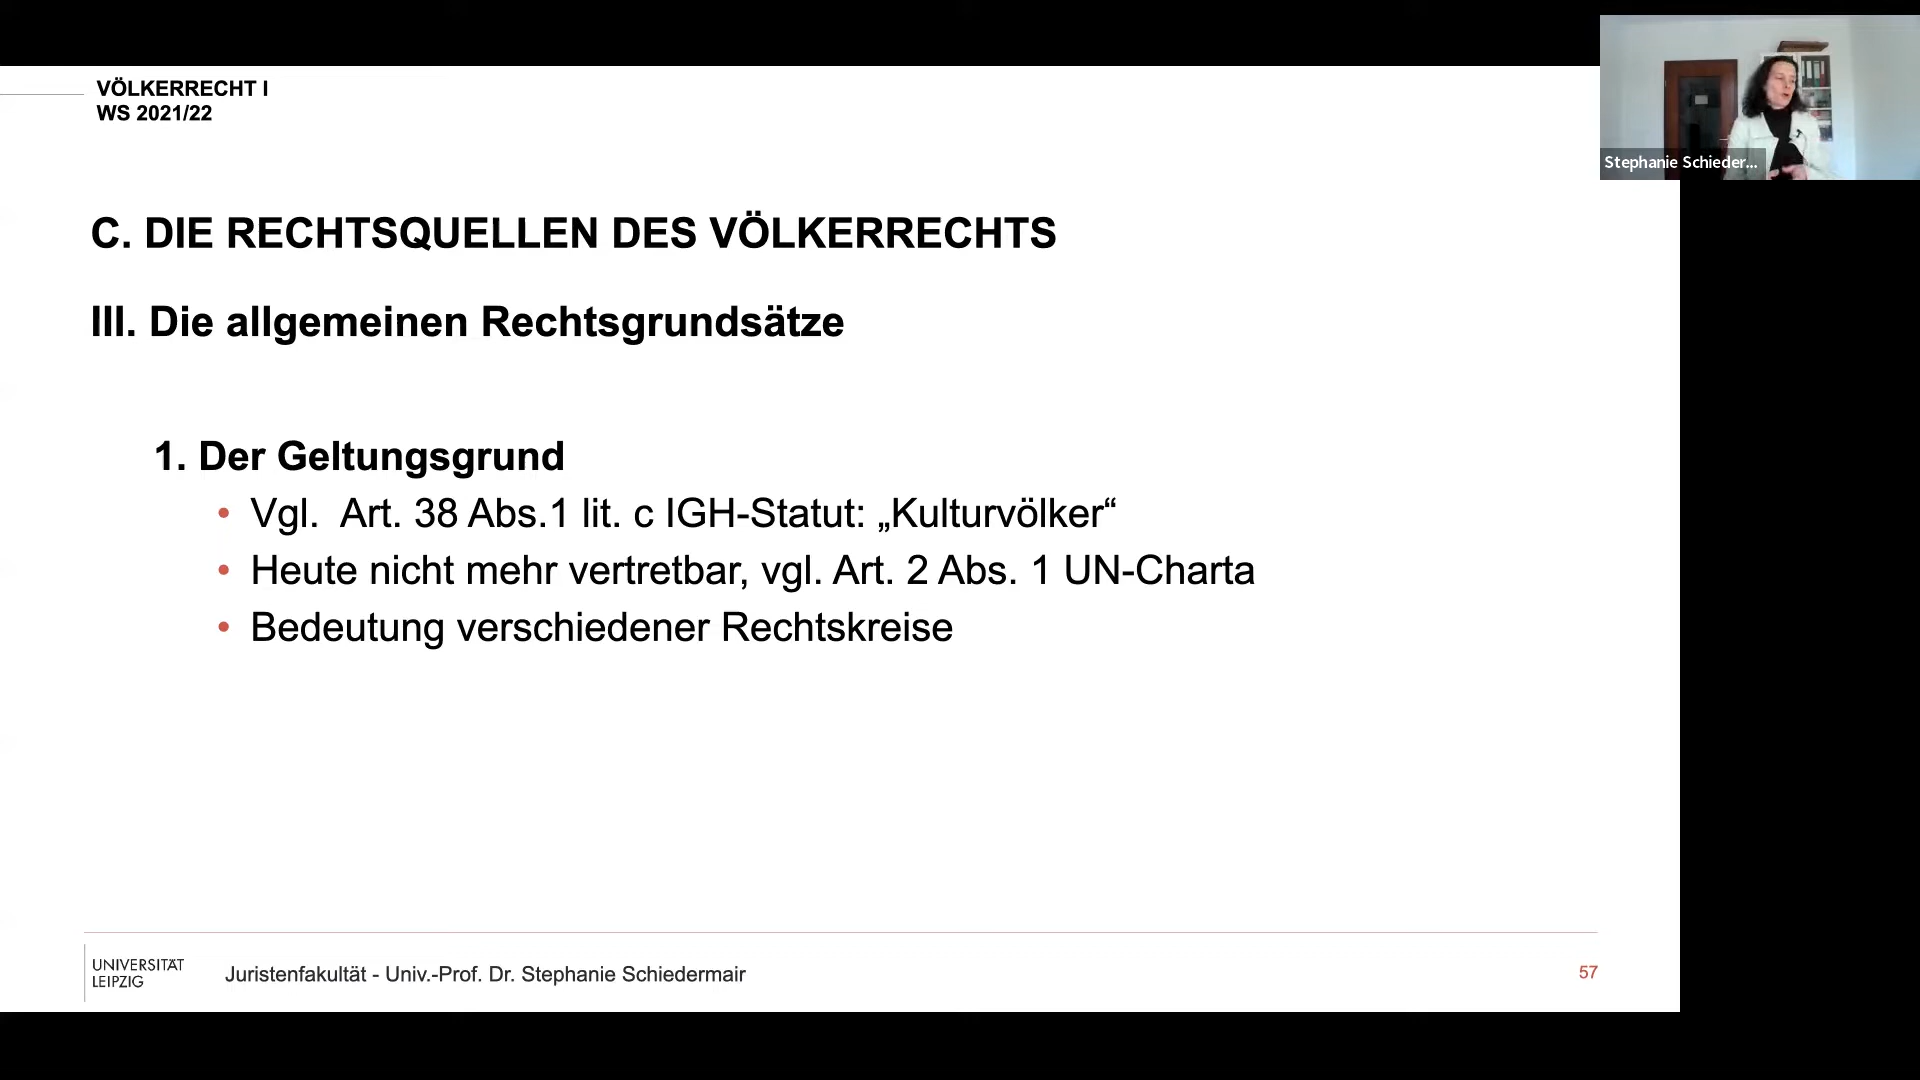 VÖLKERRECHT I
WS 2021/22
Stephanie Schieder...
C. DIE RECHTSQUELLEN DES VÖLKERRECHTS
III. Die allgemeinen Rechtsgrundsätze
1. Der Geltungsgrund
• Vgl.  Art. 38 Abs.1 lit. c IGH-Statut: „Kulturvölker“
• Heute nicht mehr vertretbar, vgl. Art. 2 Abs. 1 UN-Charta
• Bedeutung verschiedener Rechtskreise
UNIVERSITÄT
LEIPZIG
Juristenfakultät - Univ.-Prof. Dr. Stephanie Schiedermair
57